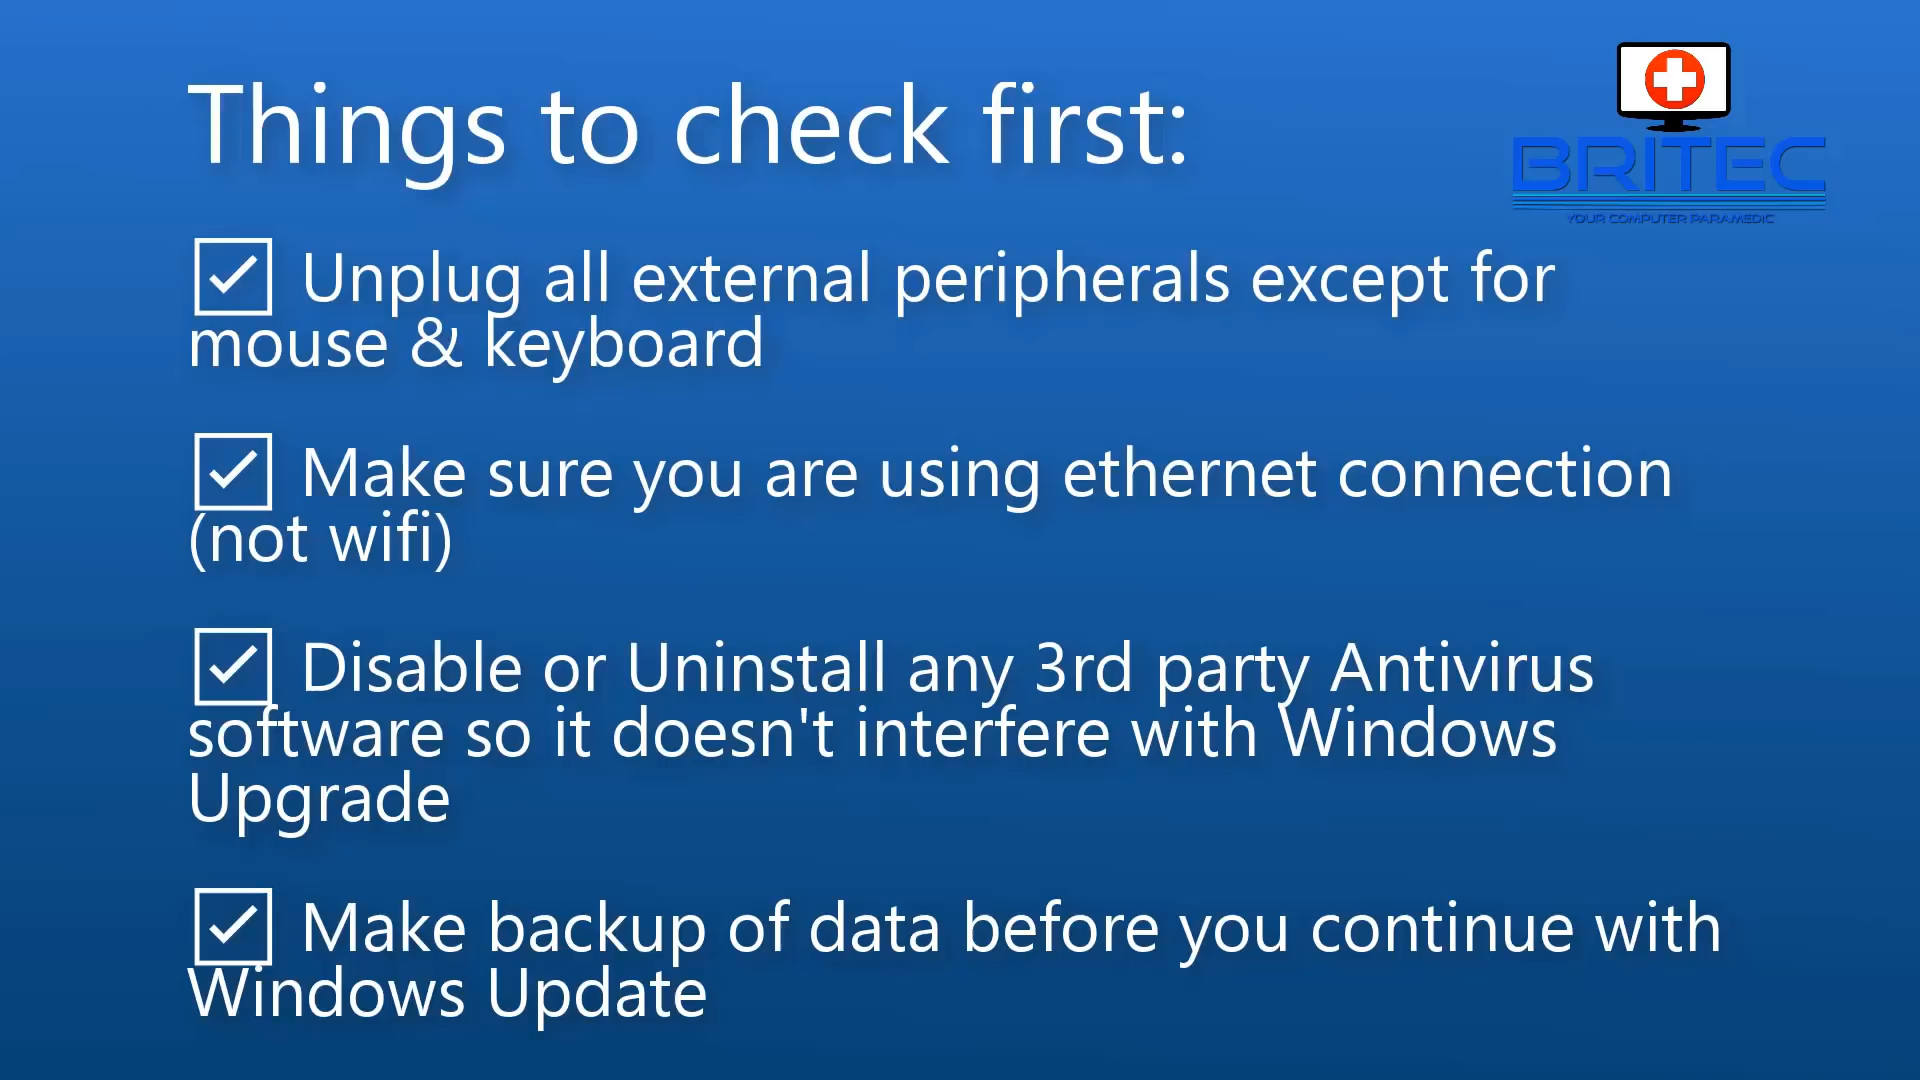 Things to check first:
BRITEC
YOUR COMPUTER PARAMEDIC
☑ Unplug all external peripherals except for
mouse & keyboard
☑ Make sure you are using ethernet connection
(not wifi)
☑ Disable or Uninstall any 3rd party Antivirus
software so it doesn't interfere with Windows
Upgrade
☑ Make backup of data before you continue with
Windows Update